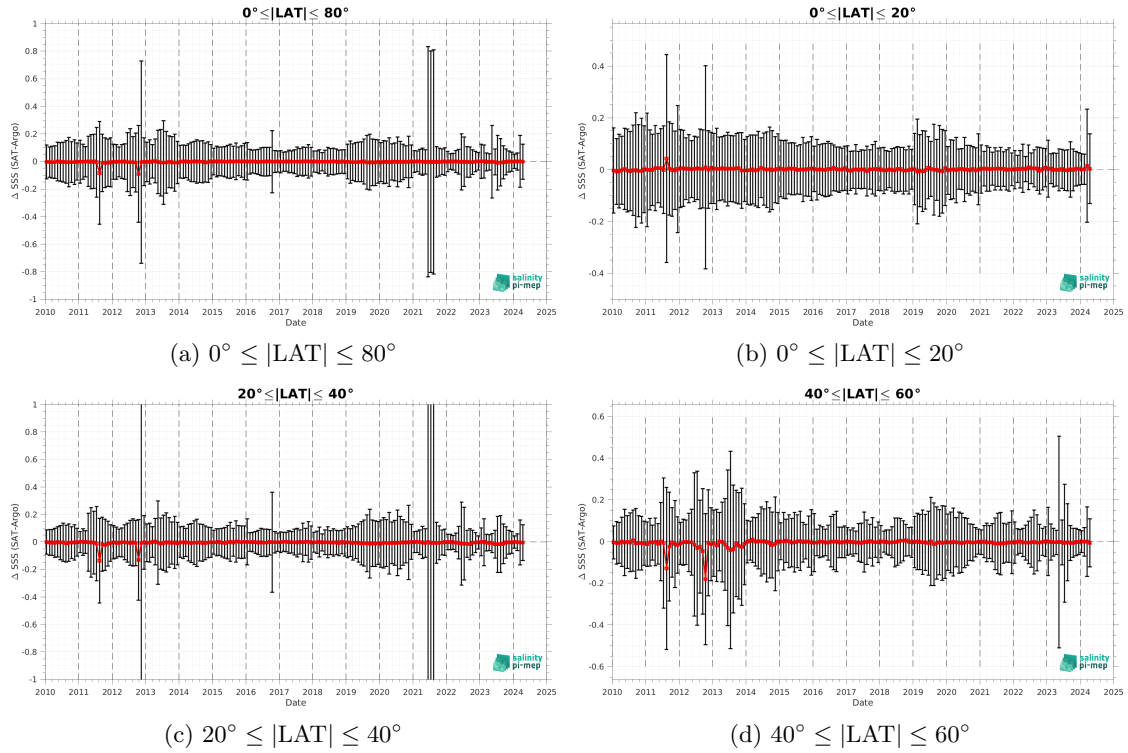 0°≤|LAT|≤ 80°
Δ SSS (SAT-Argo)
1
0.8
0.6
0.4
0.2
0
-0.2
-0.4
-0.6
-0.8
-1
2010 2011 2012 2013 2014 2015 2016 2017 2018 2019 2020 2021 2022 2023 2024 2025
Date
salinity
pi-mep
(a) 0° ≤ |LAT| ≤ 80°
0°≤|LAT|≤ 20°
Δ SSS (SAT-Argo)
0.4
0.2
0
-0.2
-0.4
2010 2011 2012 2013 2014 2015 2016 2017 2018 2019 2020 2021 2022 2023 2024 2025
Date
salinity
pi-mep
(b) 0° ≤ |LAT| ≤ 20°
20°≤|LAT|≤ 40°
Δ SSS (SAT-Argo)
1
0.8
0.6
0.4
0.2
0
-0.2
-0.4
-0.6
-0.8
-1
2010 2011 2012 2013 2014 2015 2016 2017 2018 2019 2020 2021 2022 2023 2024 2025
Date
salinity
pi-mep
(c) 20° ≤ |LAT| ≤ 40°
40°≤|LAT|≤ 60°
Δ SSS (SAT-Argo)
0.6
0.4
0.2
0
-0.2
-0.4
-0.6
2010 2011 2012 2013 2014 2015 2016 2017 2018 2019 2020 2021 2022 2023 2024 2025
Date
salinity
pi-mep
(d) 40° ≤ |LAT| ≤ 60°